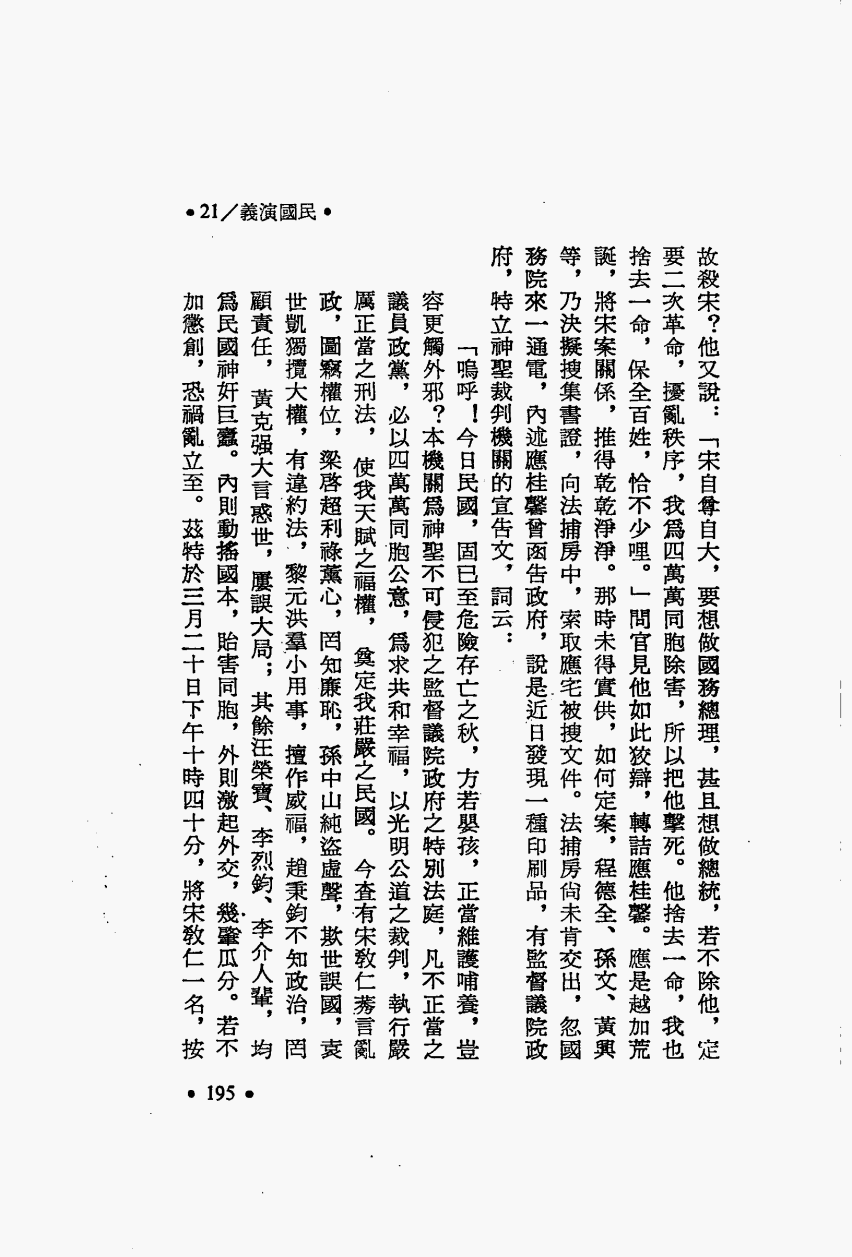 •21／義演國民•
故殺宋？他又說：「宋自尊自大，要想做國務總理，甚且想做總統，若不除他，定
要二次革命，擾亂秩序，我爲四萬萬同胞除害，所以把他擊死。他捨去一命，我也
捨去一命，保全百姓，恰不少哩。」問官見他如此狡辯，轉詰應桂馨。應是越加荒
誕，將宋案關係，推得乾乾淨淨。那時未得實供，如何定案，程德全、孫文、黃興
等，乃決擬搜集書證，向法捕房中，索取應宅被搜文件。法捕房尙未肯交出，忽國
務院來一通電，內述應桂馨曾函告政府，說是近日發現一種印刷品，有監督議院政
府，特立神聖裁判機關的宣告文，詞云：
「嗚呼！今日民國，固已至危險存亡之秋，方若嬰孩，正當維護哺養，豈
容更觸外邪？本機關爲神聖不可侵犯之監督議院政府之特別法庭，凡不正當之
議員政黨，必以四萬萬同胞公意，爲求共和幸福，以光明公道之裁判，執行嚴
厲正當之刑法，使我天賦之福權，奠定我莊嚴之民國。今查有宋敎仁莠言亂
政，圖竊權位，梁啓超利祿薰心，罔知廉恥，孫中山純盜虛聲，欺世誤國，袁
世凱獨攬大權，有違約法，黎元洪羣小用事，擅作威福，趙秉鈞不知政治，罔
顧責任，黃克强大言惑世，屢誤大局；其餘汪榮寶、李烈鈞、李介人輩，均
爲民國神奸巨蠹。內則動搖國本，貽害同胞，外則激起外交，幾肇瓜分。若不
加懲創，恐禍亂立至。茲特於三月二十日下午十時四十分，將宋敎仁一名，按
•195•